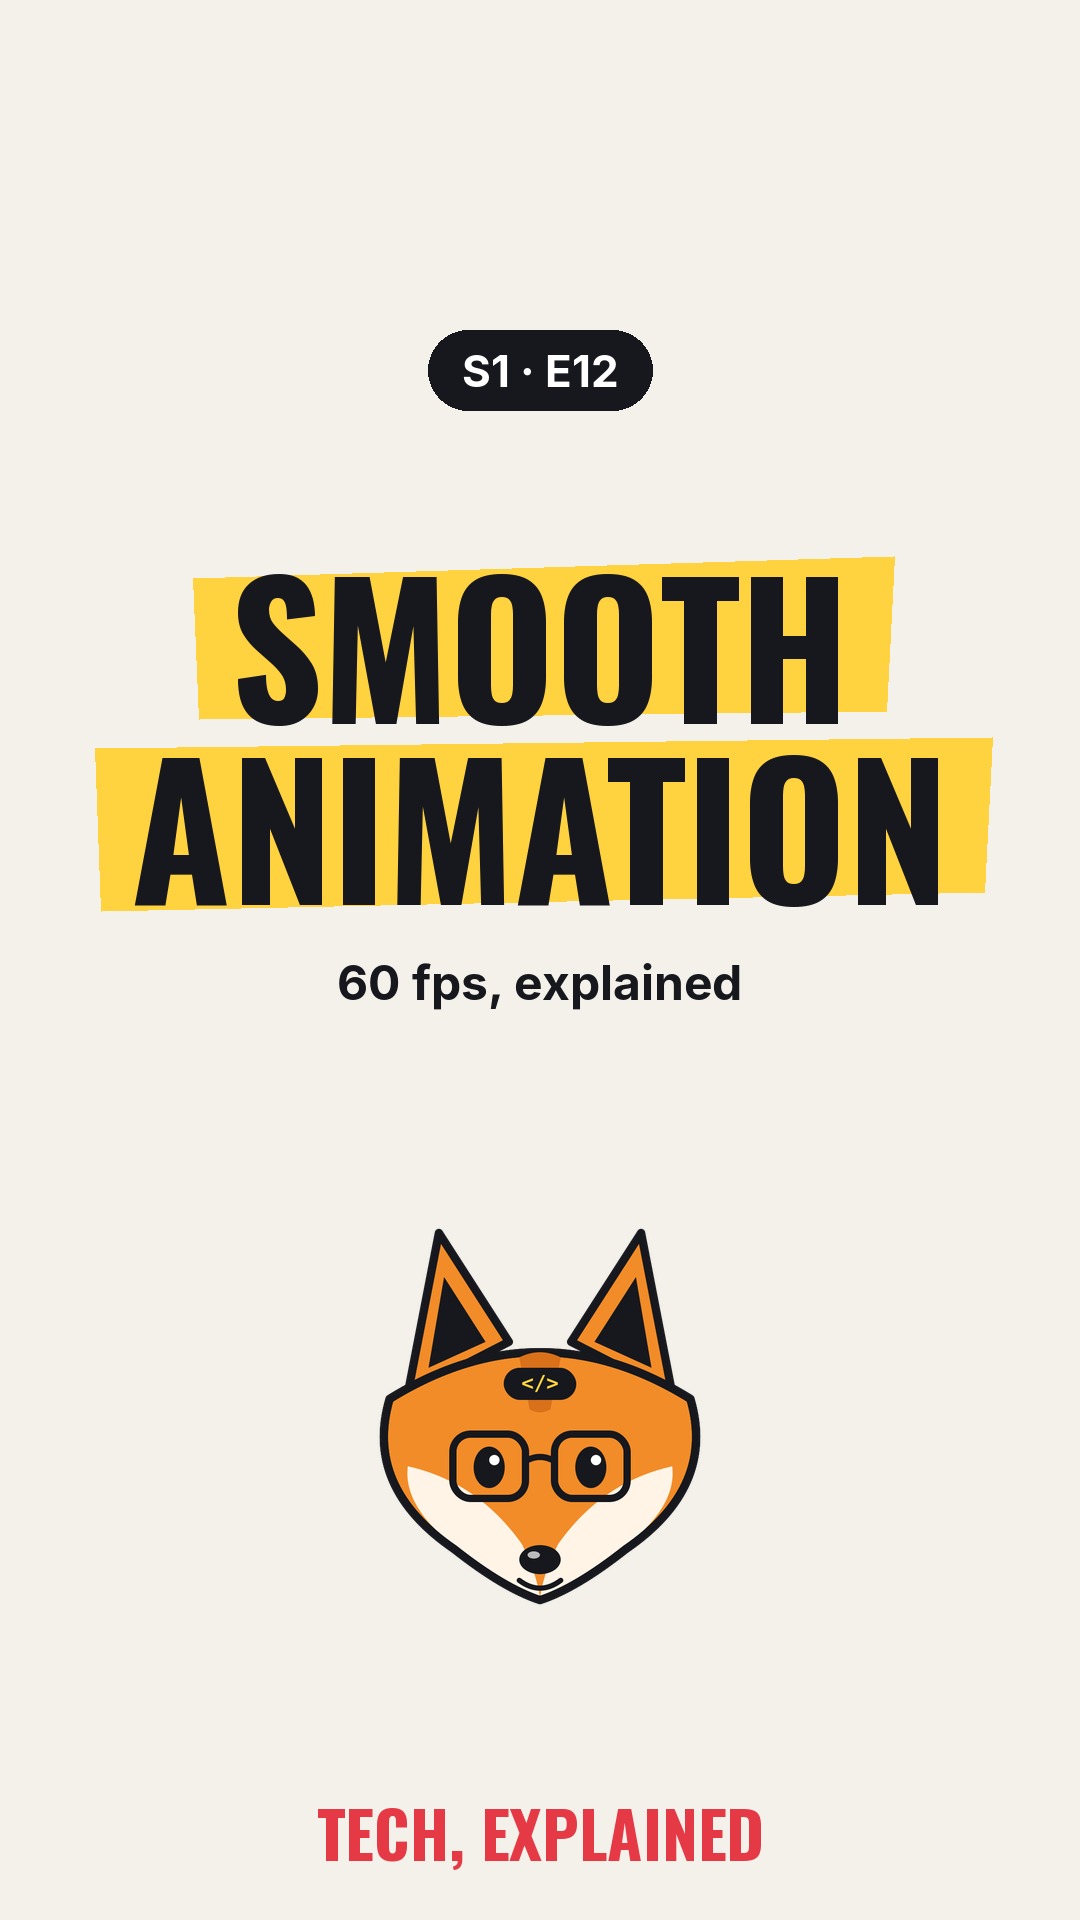 S1 · E12
SMOOTH
ANIMATION
60 fps, explained
</>
TECH, EXPLAINED